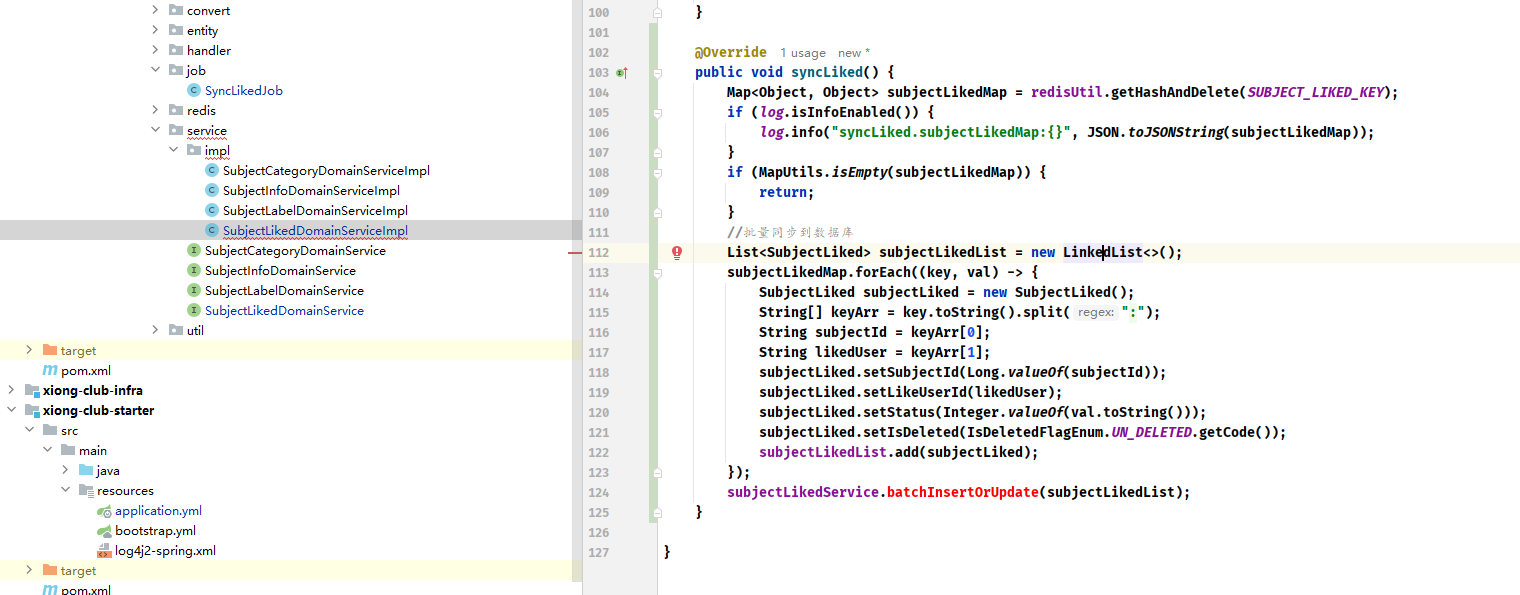 convert
entity
handler
job
SyncLikedJob
redis
service
impl
SubjectCategoryDomainServiceImpl
SubjectInfoDomainServiceImpl
SubjectLabelDomainServiceImpl
SubjectLikedDomainServiceImpl
SubjectCategoryDomainService
SubjectInfoDomainService
SubjectLabelDomainService
SubjectLikedDomainService
util
target
pom.xml
xiong-club-infra
xiong-club-starter
src
main
java
resources
application.yml
bootstrap.yml
log4j2-spring.xml
target
pom.xml
100 }
101
102 @Override 1 usage new *
103 public void syncLiked() {
104 Map<Object, Object> subjectLikedMap = redisUtil.getHashAndDelete(SUBJECT_LIKED_KEY);
105 if (log.isInfoEnabled()) {
106 log.info("syncLiked.subjectLikedMap:{}", JSON.toJSONString(subjectLikedMap));
107 }
108 if (MapUtils.isEmpty(subjectLikedMap)) {
109 return;
110 }
111 //批量同步到数据库
112 List<SubjectLiked> subjectLikedList = new LinkedList<>();
113 subjectLikedMap.forEach((key, val) -> {
114 SubjectLiked subjectLiked = new SubjectLiked();
115 String[] keyArr = key.toString().split( regex: ":");
116 String subjectId = keyArr[0];
117 String likedUser = keyArr[1];
118 subjectLiked.setSubjectId(Long.valueOf(subjectId));
119 subjectLiked.setLikeUserId(likedUser);
120 subjectLiked.setStatus(Integer.valueOf(val.toString()));
121 subjectLiked.setIsDeleted(IsDeletedFlagEnum.UN_DELETED.getCode());
122 subjectLikedList.add(subjectLiked);
123 });
124 subjectLikedService.batchInsertOrUpdate(subjectLikedList);
125 }
126
127 }